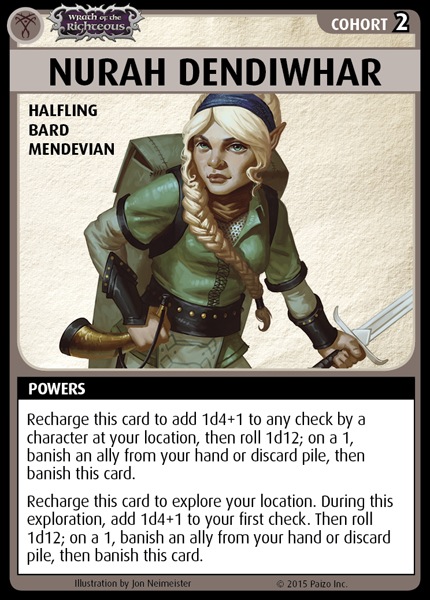 Wrath of the
Righteous
COHORT 2
NURAH DENDIWHAR
HALFLING
BARD
MENDEVIAN
POWERS
Recharge this card to add 1d4+1 to any check by a
character at your location, then roll 1d12; on a 1,
banish an ally from your hand or discard pile, then
banish this card.
Recharge this card to explore your location. During this
exploration, add 1d4+1 to your first check. Then roll
1d12; on a 1, banish an ally from your hand or discard
pile, then banish this card.
Illustration by Jon Neimeister © 2015 Paizo Inc.